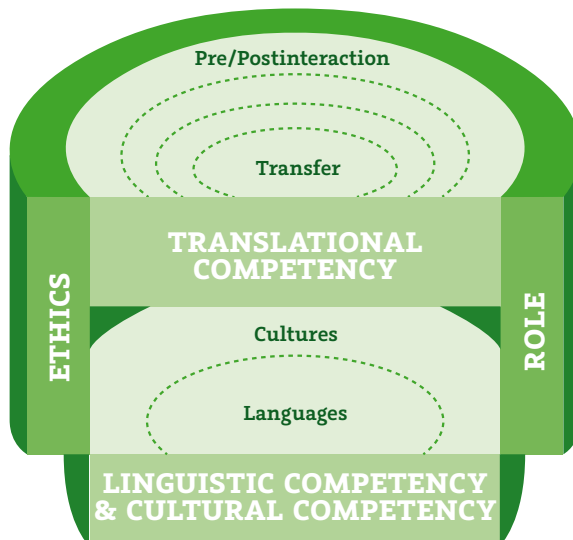 Pre/Postinteraction
Transfer
TRANSLATIONAL
COMPETENCY
ETHICS
ROLE
Cultures
Languages
LINGUISTIC COMPETENCY
& CULTURAL COMPETENCY